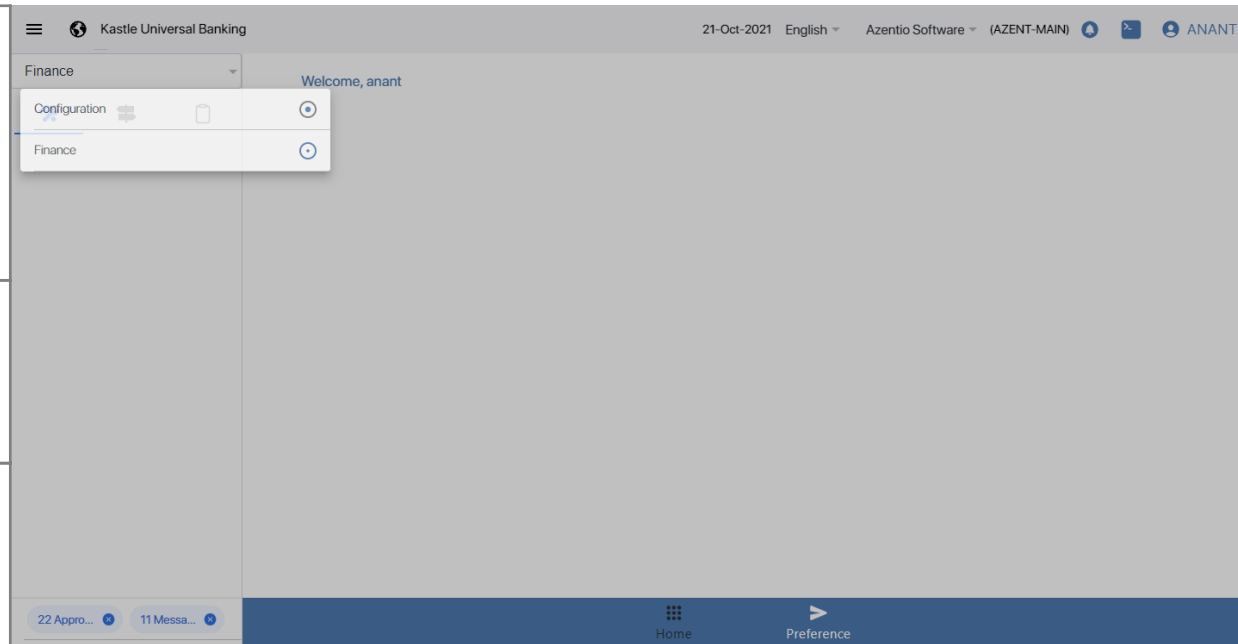 Kastle Universal Banking 21-Oct-2021 English Azentio Software (AZENT-MAIN) ANANT
Finance
Welcome, anant
Configuration
Finance
22 Appro... 11 Messa...
Home Preference